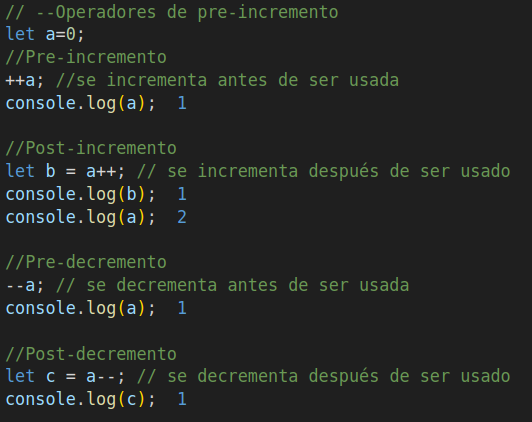 // --Operadores de pre-incremento
let a=0;
//Pre-incremento
++a; //se incrementa antes de ser usada
console.log(a);  1
//Post-incremento
let b = a++; // se incrementa después de ser usado
console.log(b);  1
console.log(a);  2
//Pre-decremento
--a; // se decrementa antes de ser usada
console.log(a);  1
//Post-decremento
let c = a--; // se decrementa después de ser usado
console.log(c);  1